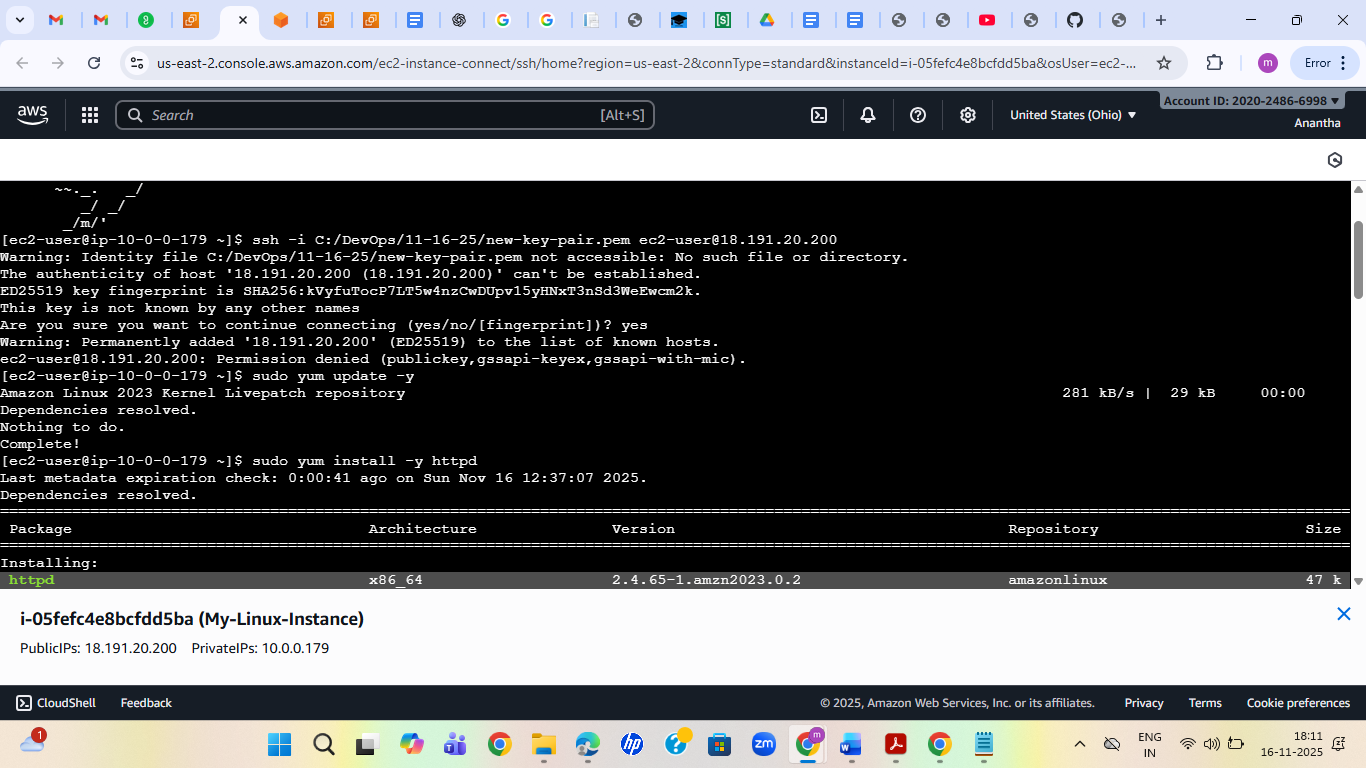 us-east-2.console.aws.amazon.com/ec2-instance-connect/ssh/home?region=us-east-2&connType=standard&instanceId=i-05fefc4e8bcfdd5ba&osUser=ec2-...
m
Error
aws
Search
[Alt+S]
United States (Ohio)
Account ID: 2020-2486-6998
Anantha
~~._. _/
_/ _/
_/m/'
[ec2-user@ip-10-0-0-179 ~]$ ssh -i C:/DevOps/11-16-25/new-key-pair.pem ec2-user@18.191.20.200
Warning: Identity file C:/DevOps/11-16-25/new-key-pair.pem not accessible: No such file or directory.
The authenticity of host '18.191.20.200 (18.191.20.200)' can't be established.
ED25519 key fingerprint is SHA256:kVyfuTocP7LT5w4nzCwDUpv15yHNxT3nSd3WeEwcm2k.
This key is not known by any other names
Are you sure you want to continue connecting (yes/no/[fingerprint])? yes
Warning: Permanently added '18.191.20.200' (ED25519) to the list of known hosts.
ec2-user@18.191.20.200: Permission denied (publickey,gssapi-keyex,gssapi-with-mic).
[ec2-user@ip-10-0-0-179 ~]$ sudo yum update -y
Amazon Linux 2023 Kernel Livepatch repository 281 kB/s | 29 kB 00:00
Dependencies resolved.
Nothing to do.
Complete!
[ec2-user@ip-10-0-0-179 ~]$ sudo yum install -y httpd
Last metadata expiration check: 0:00:41 ago on Sun Nov 16 12:37:07 2025.
Dependencies resolved.
Package Architecture Version Repository Size
Installing:
httpd x86_64 2.4.65-1.amzn2023.0.2 amazonlinux 47 k
i-05fefc4e8bcfdd5ba (My-Linux-Instance)
PublicIPs: 18.191.20.200 PrivateIPs: 10.0.0.179
CloudShell Feedback
© 2025, Amazon Web Services, Inc. or its affiliates. Privacy Terms Cookie preferences
1
hp
zm
m
ENG
IN
18:11
16-11-2025